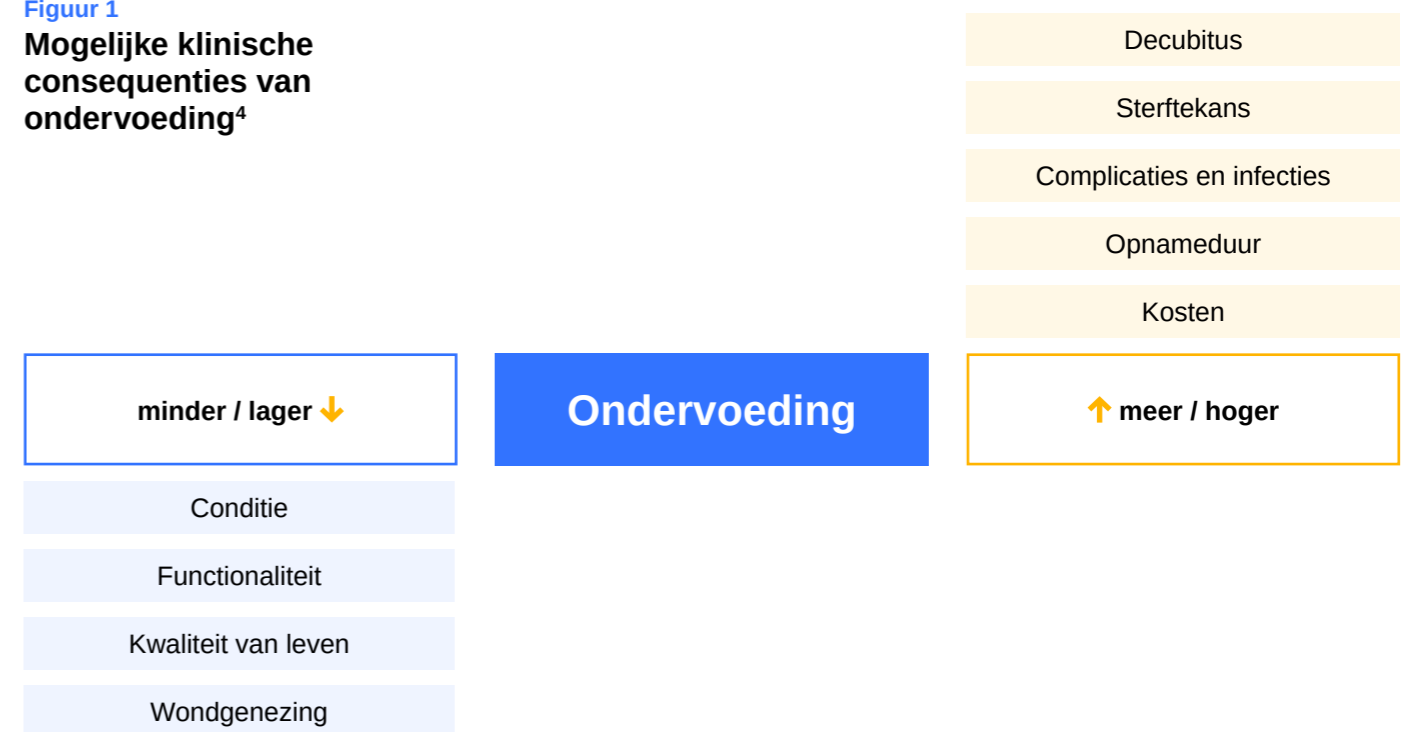 Figuur 1
Mogelijke klinische
consequenties van
ondervoeding⁴
Decubitus
Sterftekans
Complicaties en infecties
Opnameduur
Kosten
minder / lager ↓
Ondervoeding
↑ meer / hoger
Conditie
Functionaliteit
Kwaliteit van leven
Wondgenezing